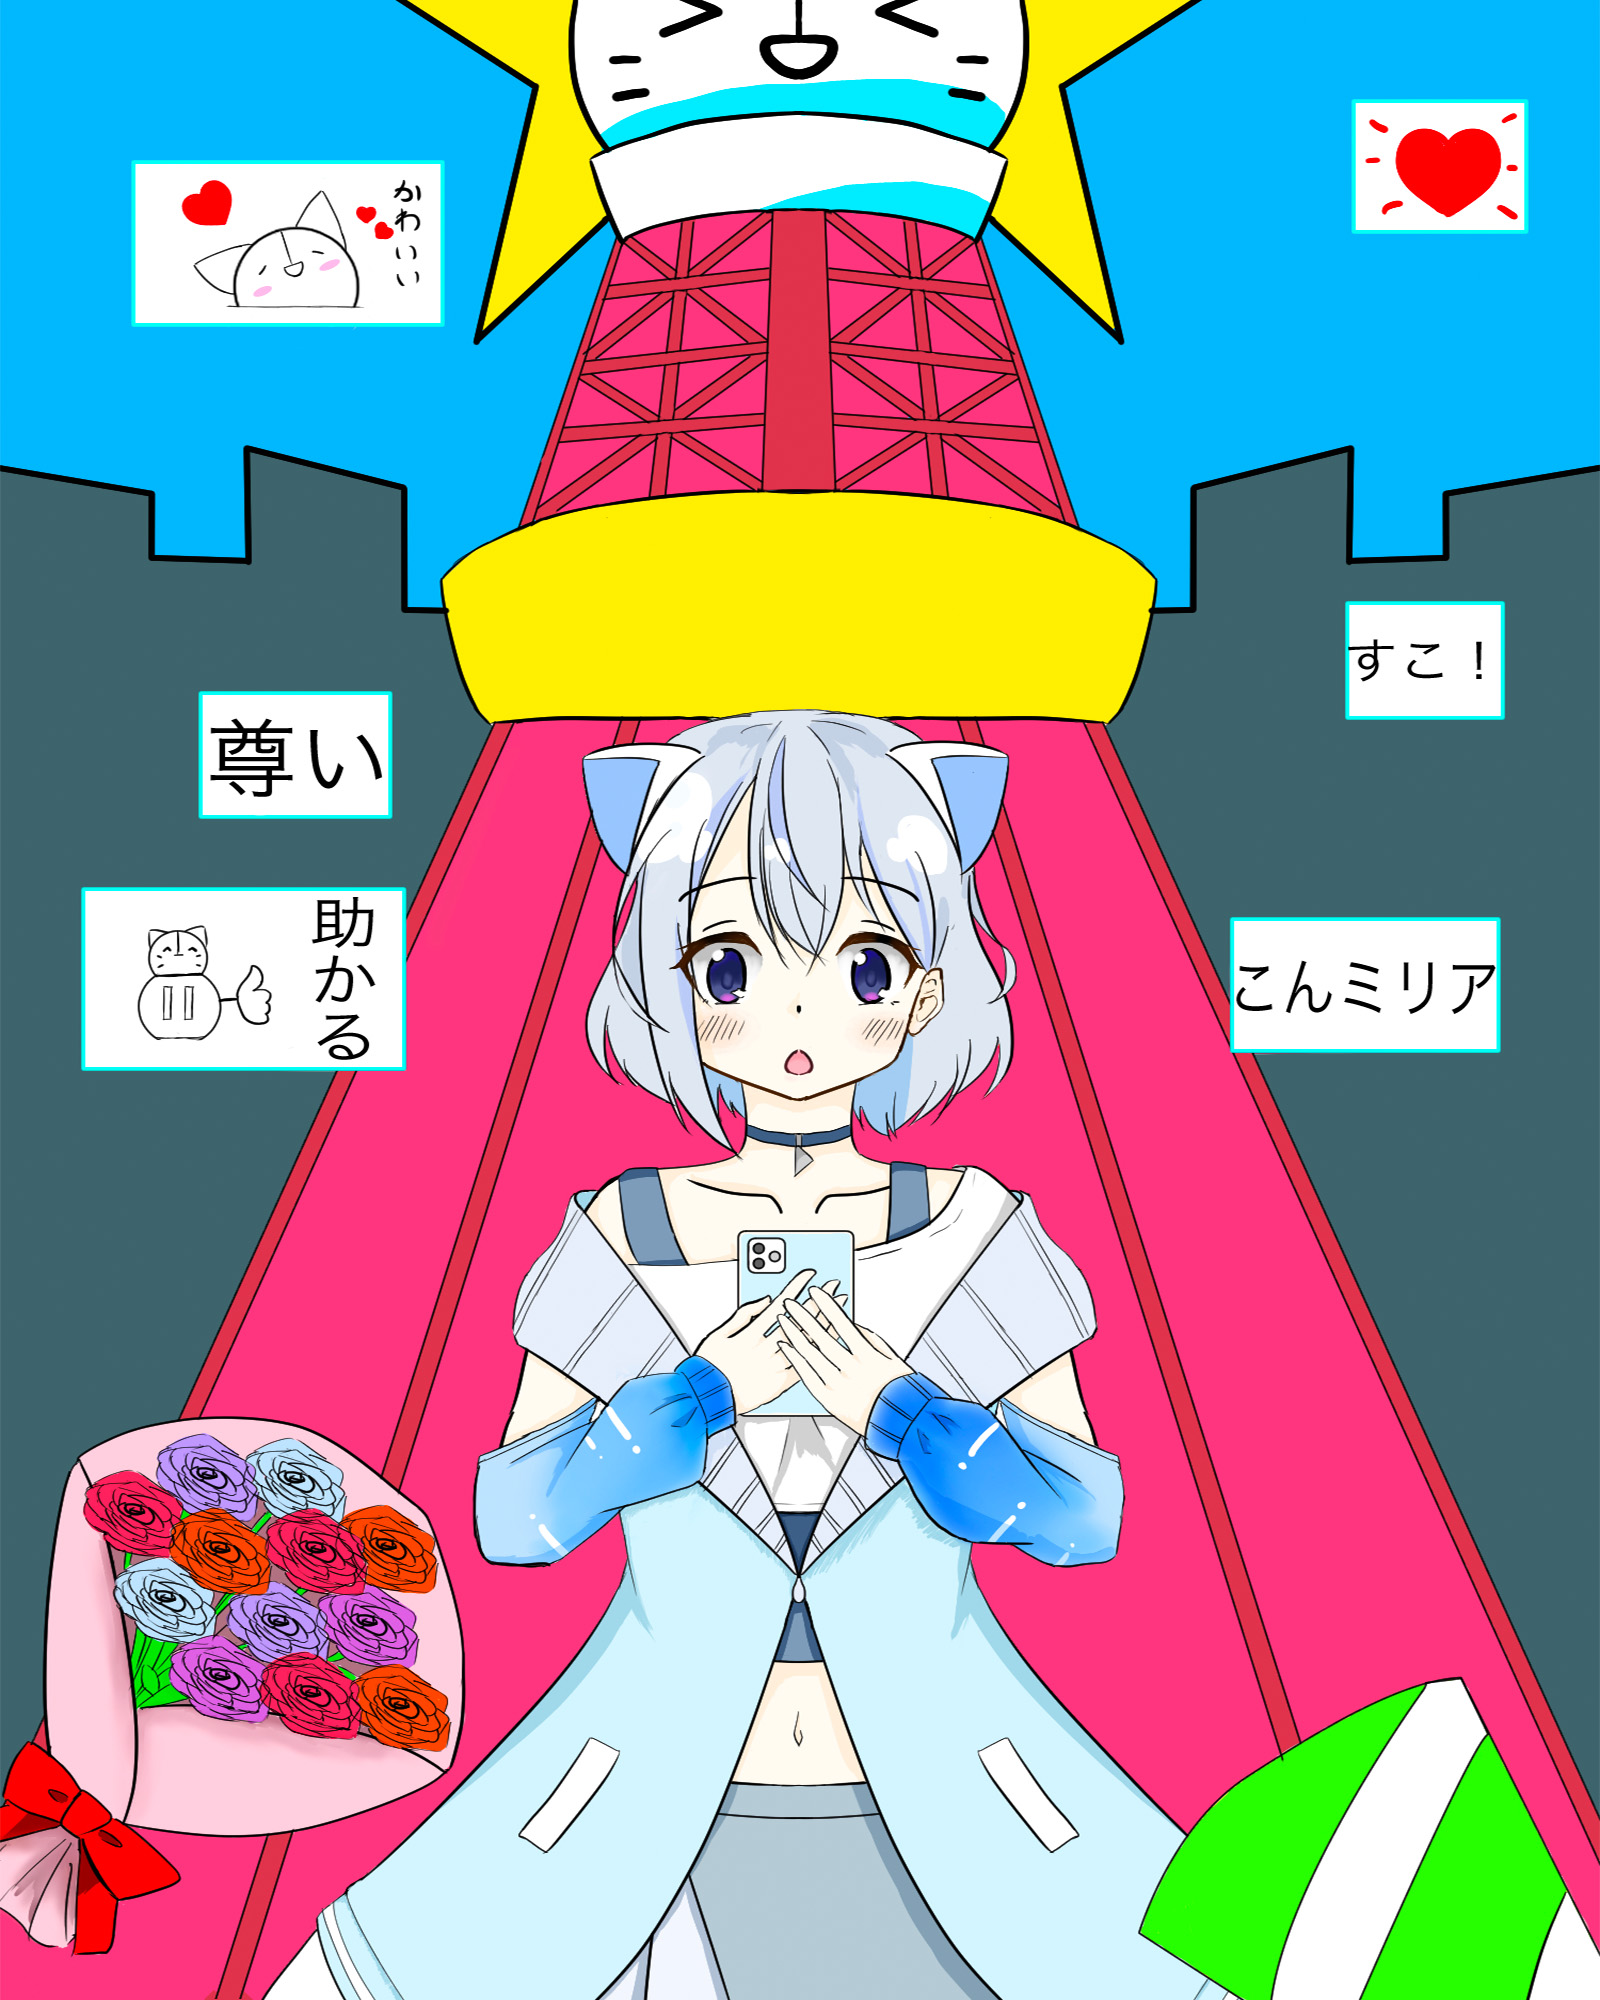 かわいい
すこ！
尊い
助かる
こんミリア